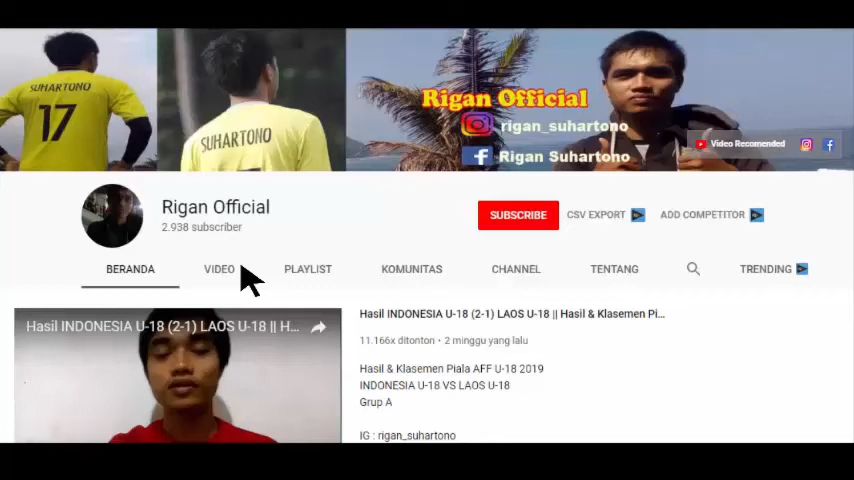 SUHARTONO
17
SUHARTONO
17
Rigan Official
rigan_suhartono
Rigan Suhartono
Video Recomended
Rigan Official
2.938 subscriber
SUBSCRIBE
CSV EXPORT
ADD COMPETITOR
BERANDA
VIDEO
PLAYLIST
KOMUNITAS
CHANNEL
TENTANG
TRENDING
Hasil INDONESIA U-18 (2-1) LAOS U-18 || H...
Hasil INDONESIA U-18 (2-1) LAOS U-18 || Hasil & Klasemen Pi...
11.166x ditonton • 2 minggu yang lalu
Hasil & Klasemen Piala AFF U-18 2019
INDONESIA U-18 VS LAOS U-18
Grup A
IG : rigan_suhartono